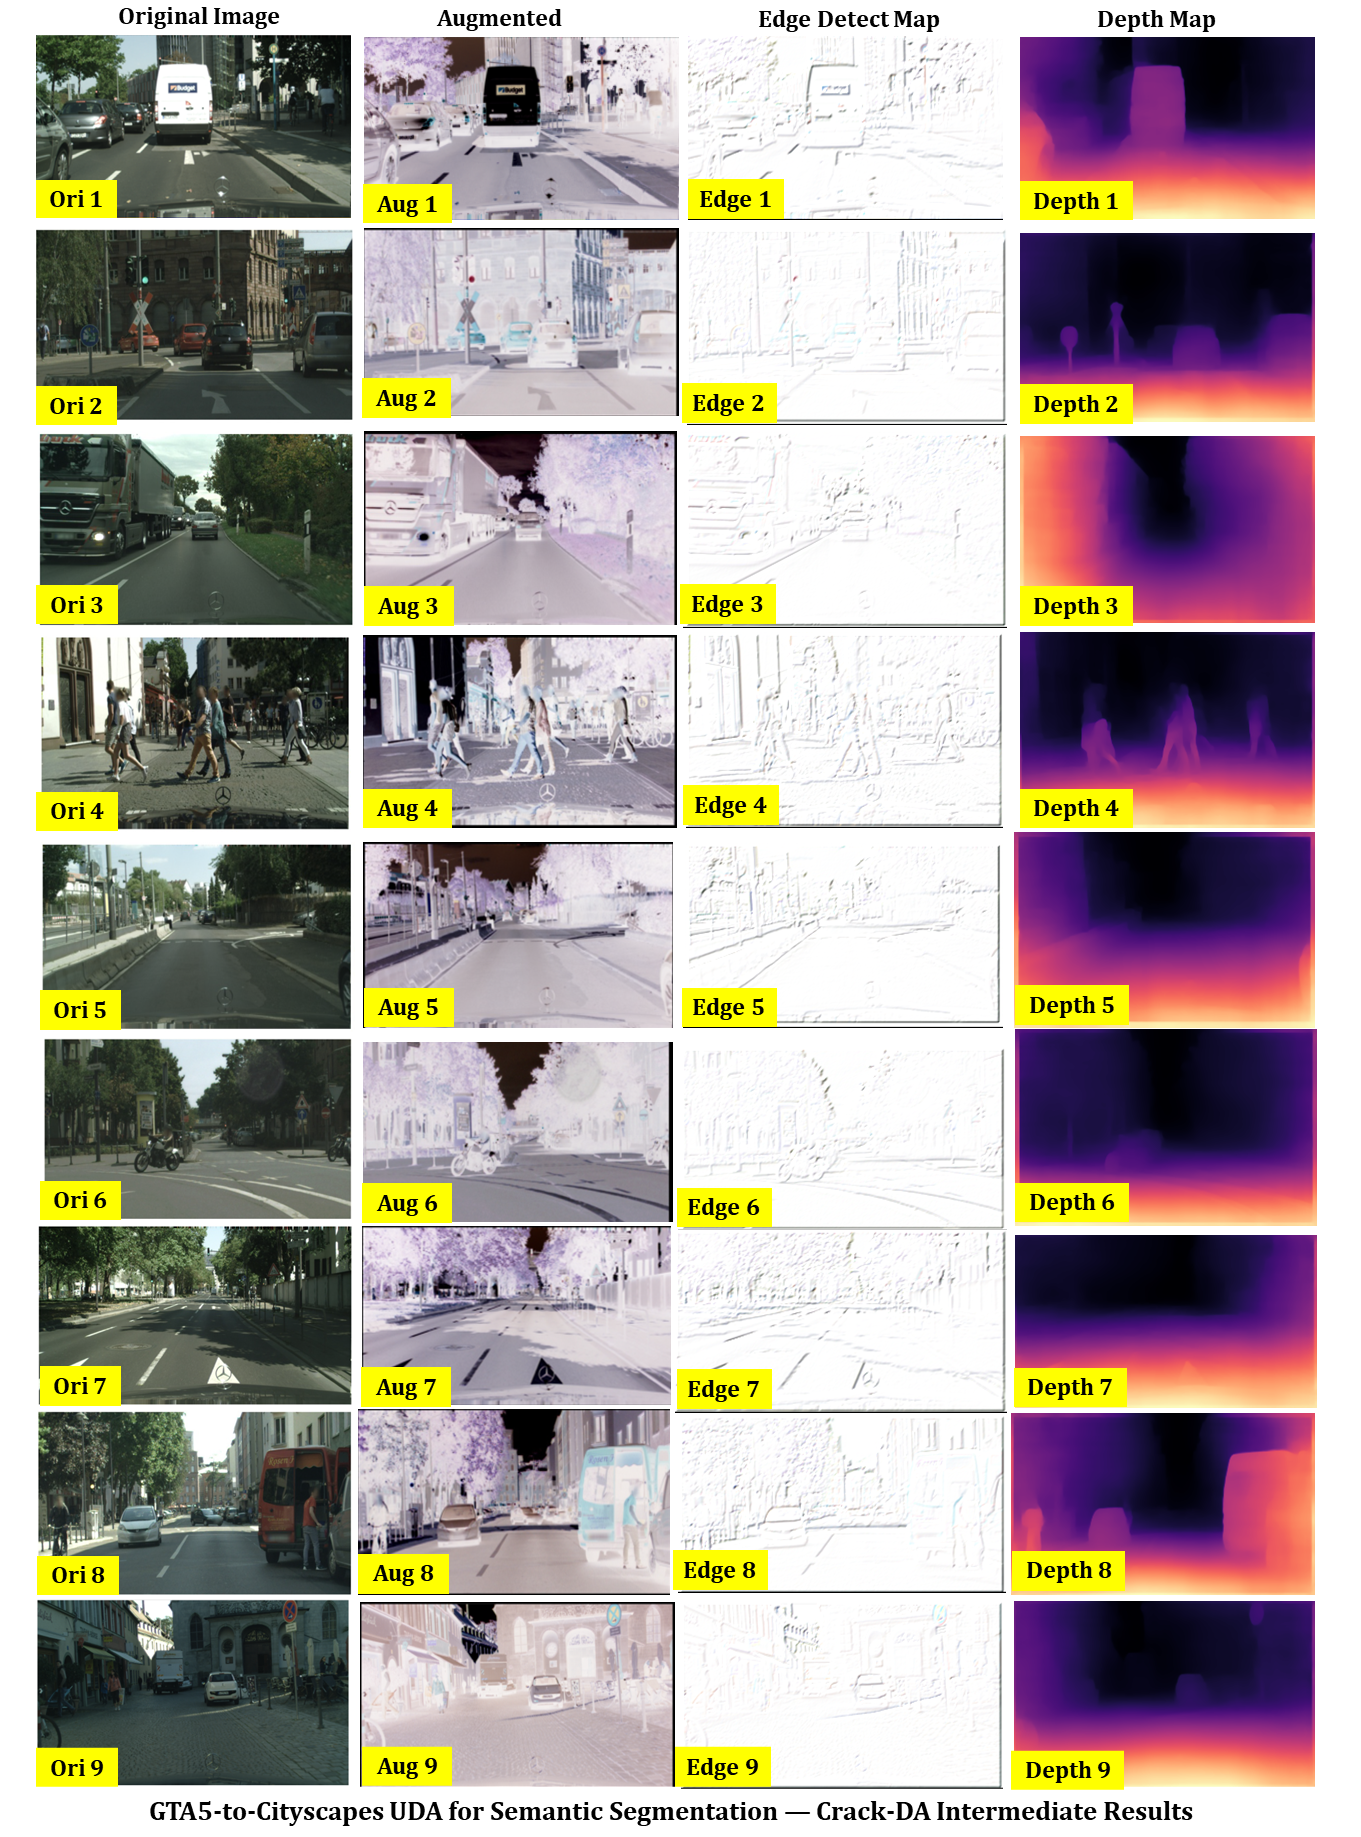 Original Image Augmented Edge Detect Map Depth Map
Budget
Ori 1 Aug 1 Edge 1 Depth 1
Ori 2 Aug 2 Edge 2 Depth 2
Ori 3 Aug 3 Edge 3 Depth 3
Ori 4 Aug 4 Edge 4 Depth 4
Ori 5 Aug 5 Edge 5 Depth 5
Ori 6 Aug 6 Edge 6 Depth 6
Ori 7 Aug 7 Edge 7 Depth 7
Ori 8 Aug 8 Edge 8 Depth 8
Ori 9 Aug 9 Edge 9 Depth 9
GTA5-to-Cityscapes UDA for Semantic Segmentation — Crack-DA Intermediate Results